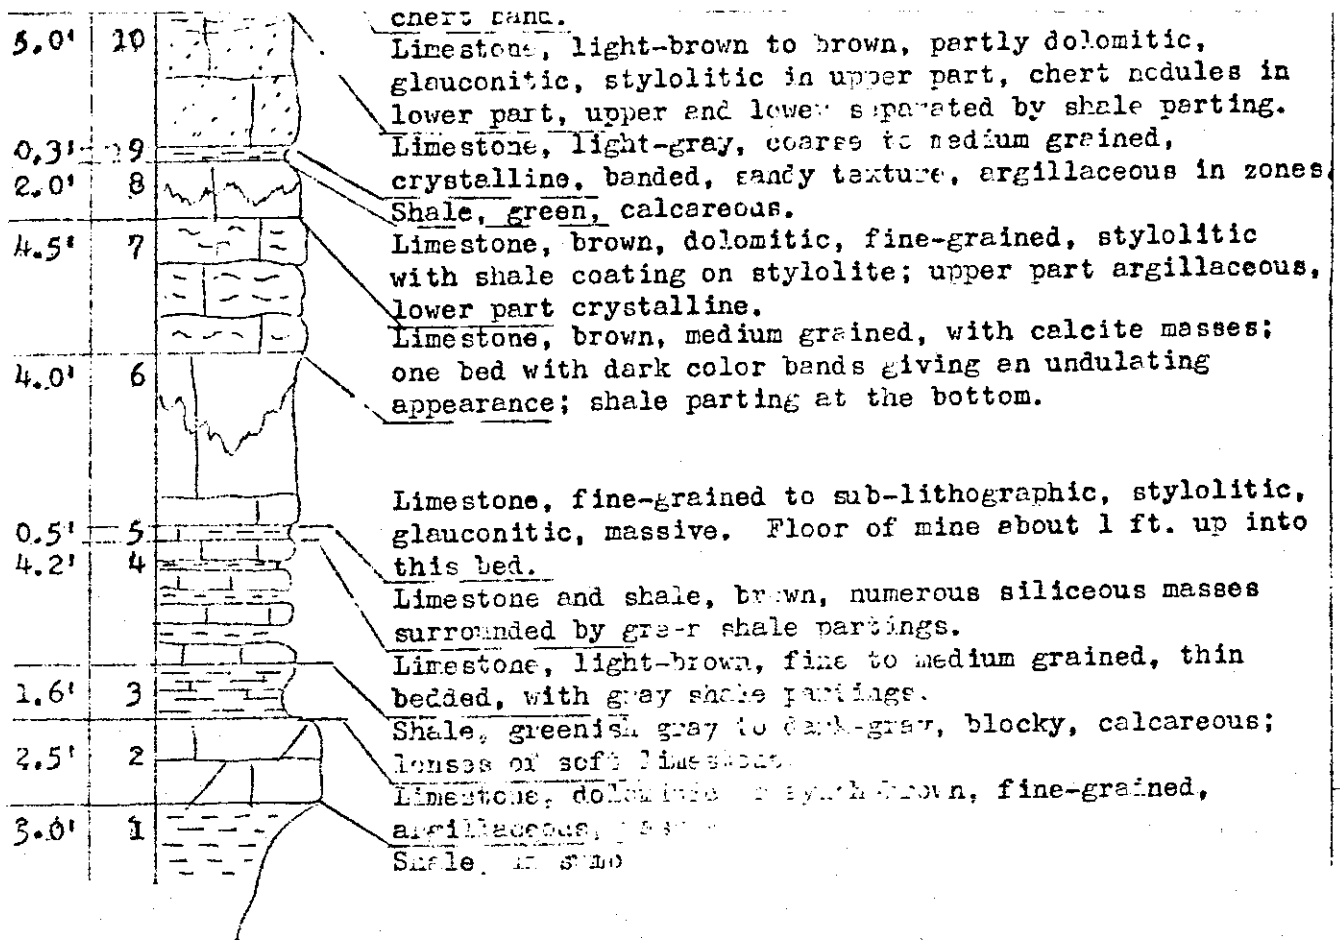 chert band.
5.0' 10 Limestone, light-brown to brown, partly dolomitic,
glauconitic, stylolitic in upper part, chert nodules in
lower part, upper and lower separated by shale parting.
0.3' 9 Limestone, light-gray, coarse to medium grained,
2.0' 8 crystalline, banded, sandy texture, argillaceous in zones.
Shale, green, calcareous.
4.5' 7 Limestone, brown, dolomitic, fine-grained, stylolitic
with shale coating on stylolite; upper part argillaceous,
lower part crystalline.
Limestone, brown, medium grained, with calcite masses;
4.0' 6 one bed with dark color bands giving an undulating
appearance; shale parting at the bottom.
Limestone, fine-grained to sub-lithographic, stylolitic,
0.5' 5 glauconitic, massive. Floor of mine about 1 ft. up into
4.2' 4 this bed.
Limestone and shale, brown, numerous siliceous masses
surrounded by shale partings.
Limestone, light-brown, fine to medium grained, thin
1.6' 3 bedded, with gray shale partings.
Shale, greenish gray to dark-gray, blocky, calcareous;
2.5' 2 lenses of soft limestone.
Limestone, fine-grained,
3.0' 1 argillaceous,
Shale,